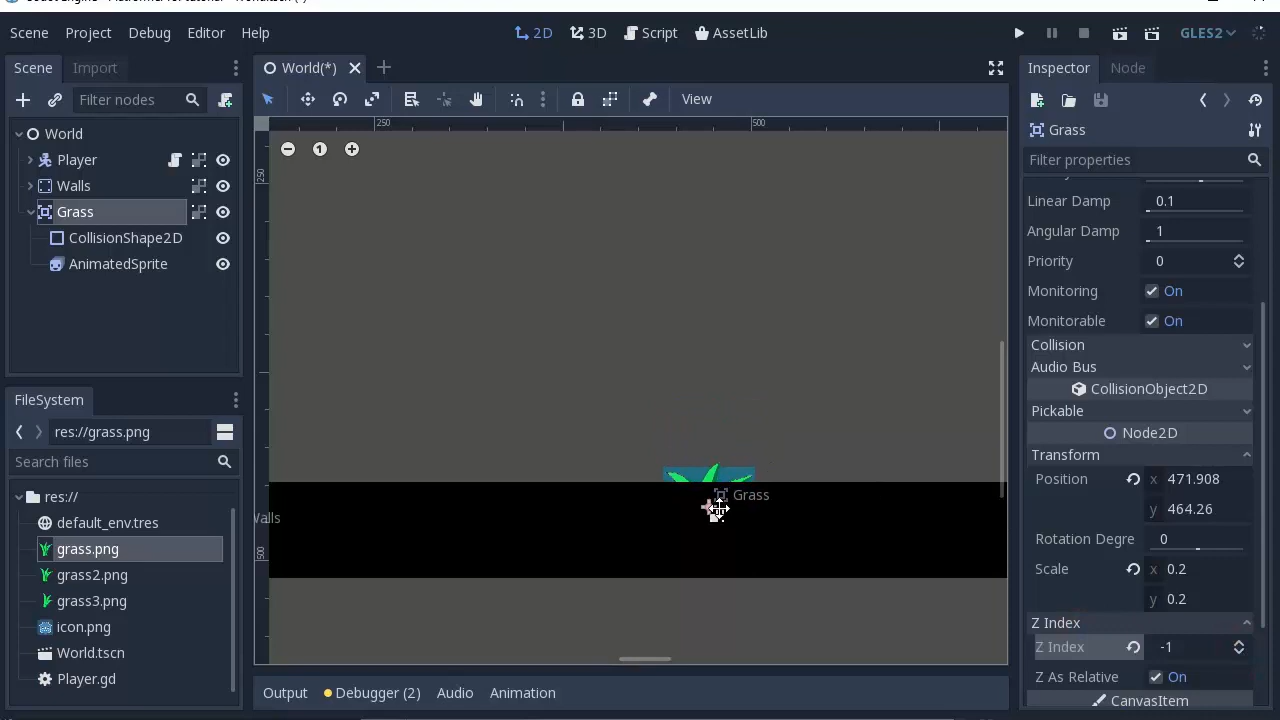 Scene Project Debug Editor Help 2D 3D Script AssetLib GLES2
Scene Import World(*) Inspector Node
Filter nodes View
250 500
World Grass
Player Filter properties
Walls
Grass Linear Damp 0.1
CollisionShape2D Angular Damp 1
AnimatedSprite Priority 0
Monitoring On
Monitorable On
Collision
Audio Bus
CollisionObject2D
Pickable
Node2D
Transform
Position x 471.908
y 464.26
Rotation Degre 0
Scale x 0.2
y 0.2
Z Index
Z Index -1
Z As Relative On
CanvasItem
250
500
1
Grass
Walls
FileSystem
res://grass.png
Search files
res://
default_env.tres
grass.png
grass2.png
grass3.png
icon.png
World.tscn
Player.gd
Output Debugger (2) Audio Animation